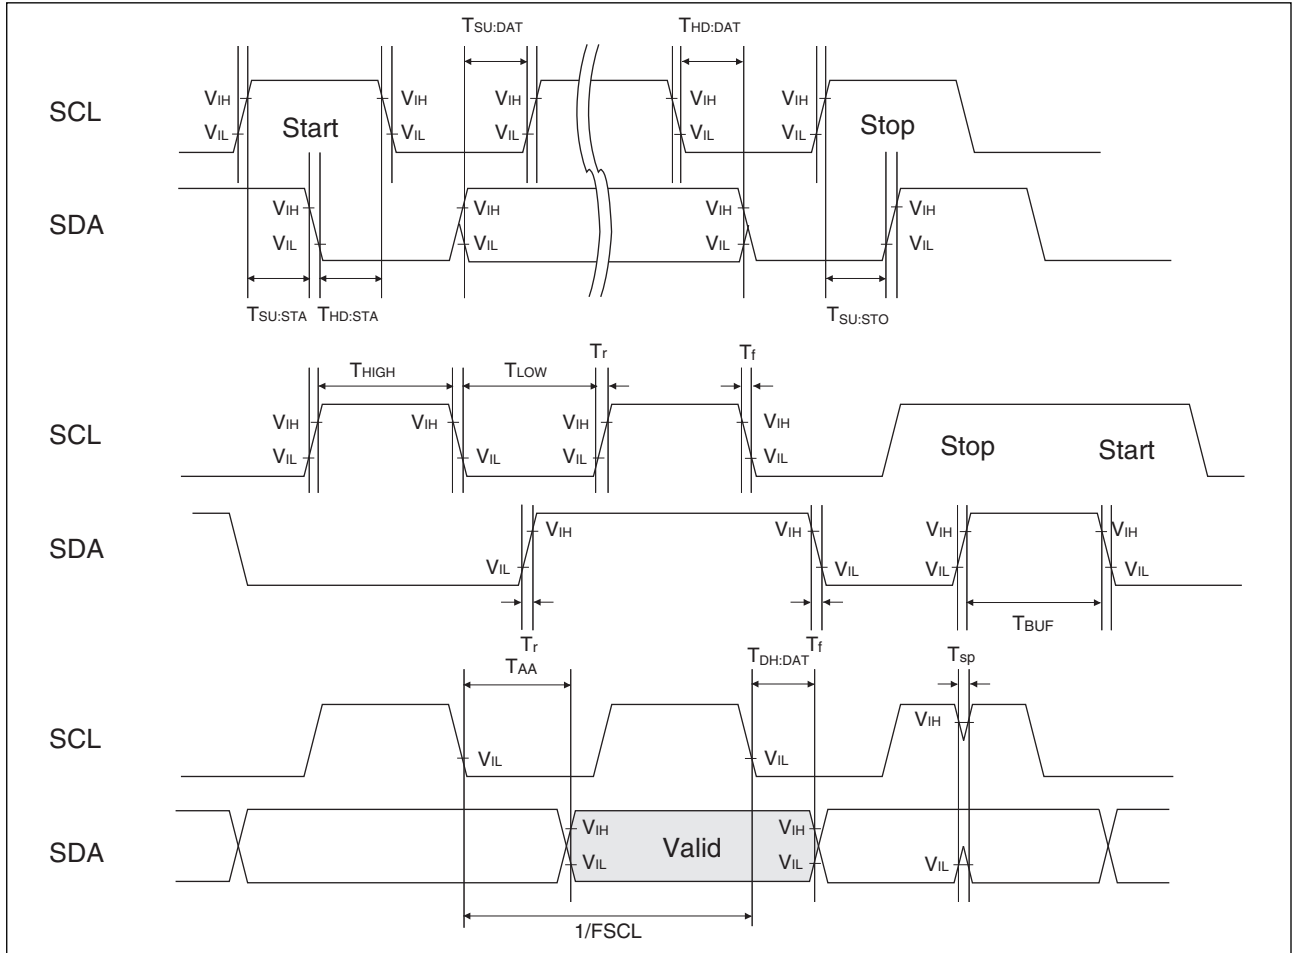 TSU:DAT THD:DAT
SCL VIH VIH VIH VIH VIH
Start Stop
VIL VIL VIL VIL VIL
SDA VIH VIH VIH VIH
VIL VIL VIL VIL
TSU:STA THD:STA TSU:STO
Tr Tf
THIGH TLOW
SCL VIH VIH VIH VIH
Stop Start
VIL VIL VIL VIL
SDA VIH VIH VIH VIH
VIL VIL VIL VIL
TBUF
Tr Tf
TAA TDH:DAT Tsp
SCL VIH
VIL VIL
SDA VIH Valid VIH
VIL VIL VIL
1/FSCL